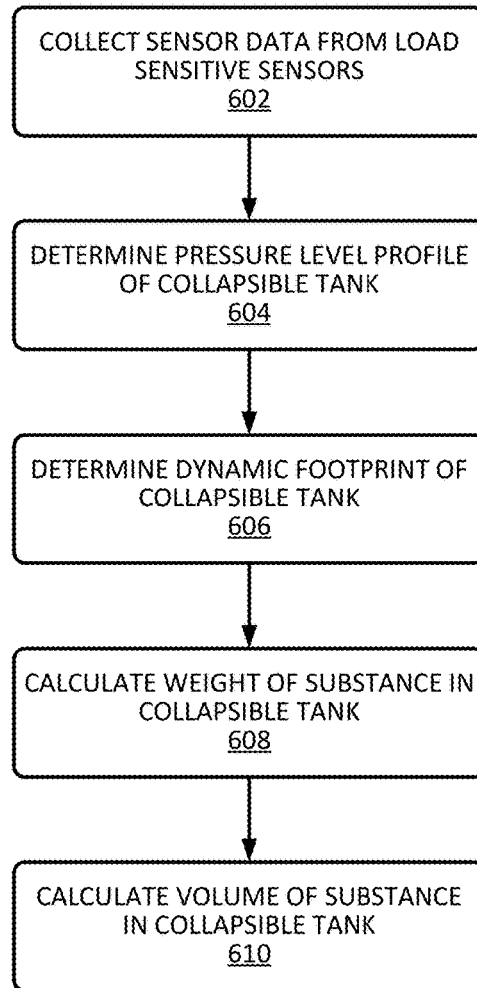 COLLECT SENSOR DATA FROM LOAD
SENSITIVE SENSORS
602
DETERMINE PRESSURE LEVEL PROFILE
OF COLLAPSIBLE TANK
604
DETERMINE DYNAMIC FOOTPRINT OF
COLLAPSIBLE TANK
606
CALCULATE WEIGHT OF SUBSTANCE IN
COLLAPSIBLE TANK
608
CALCULATE VOLUME OF SUBSTANCE
IN COLLAPSIBLE TANK
610